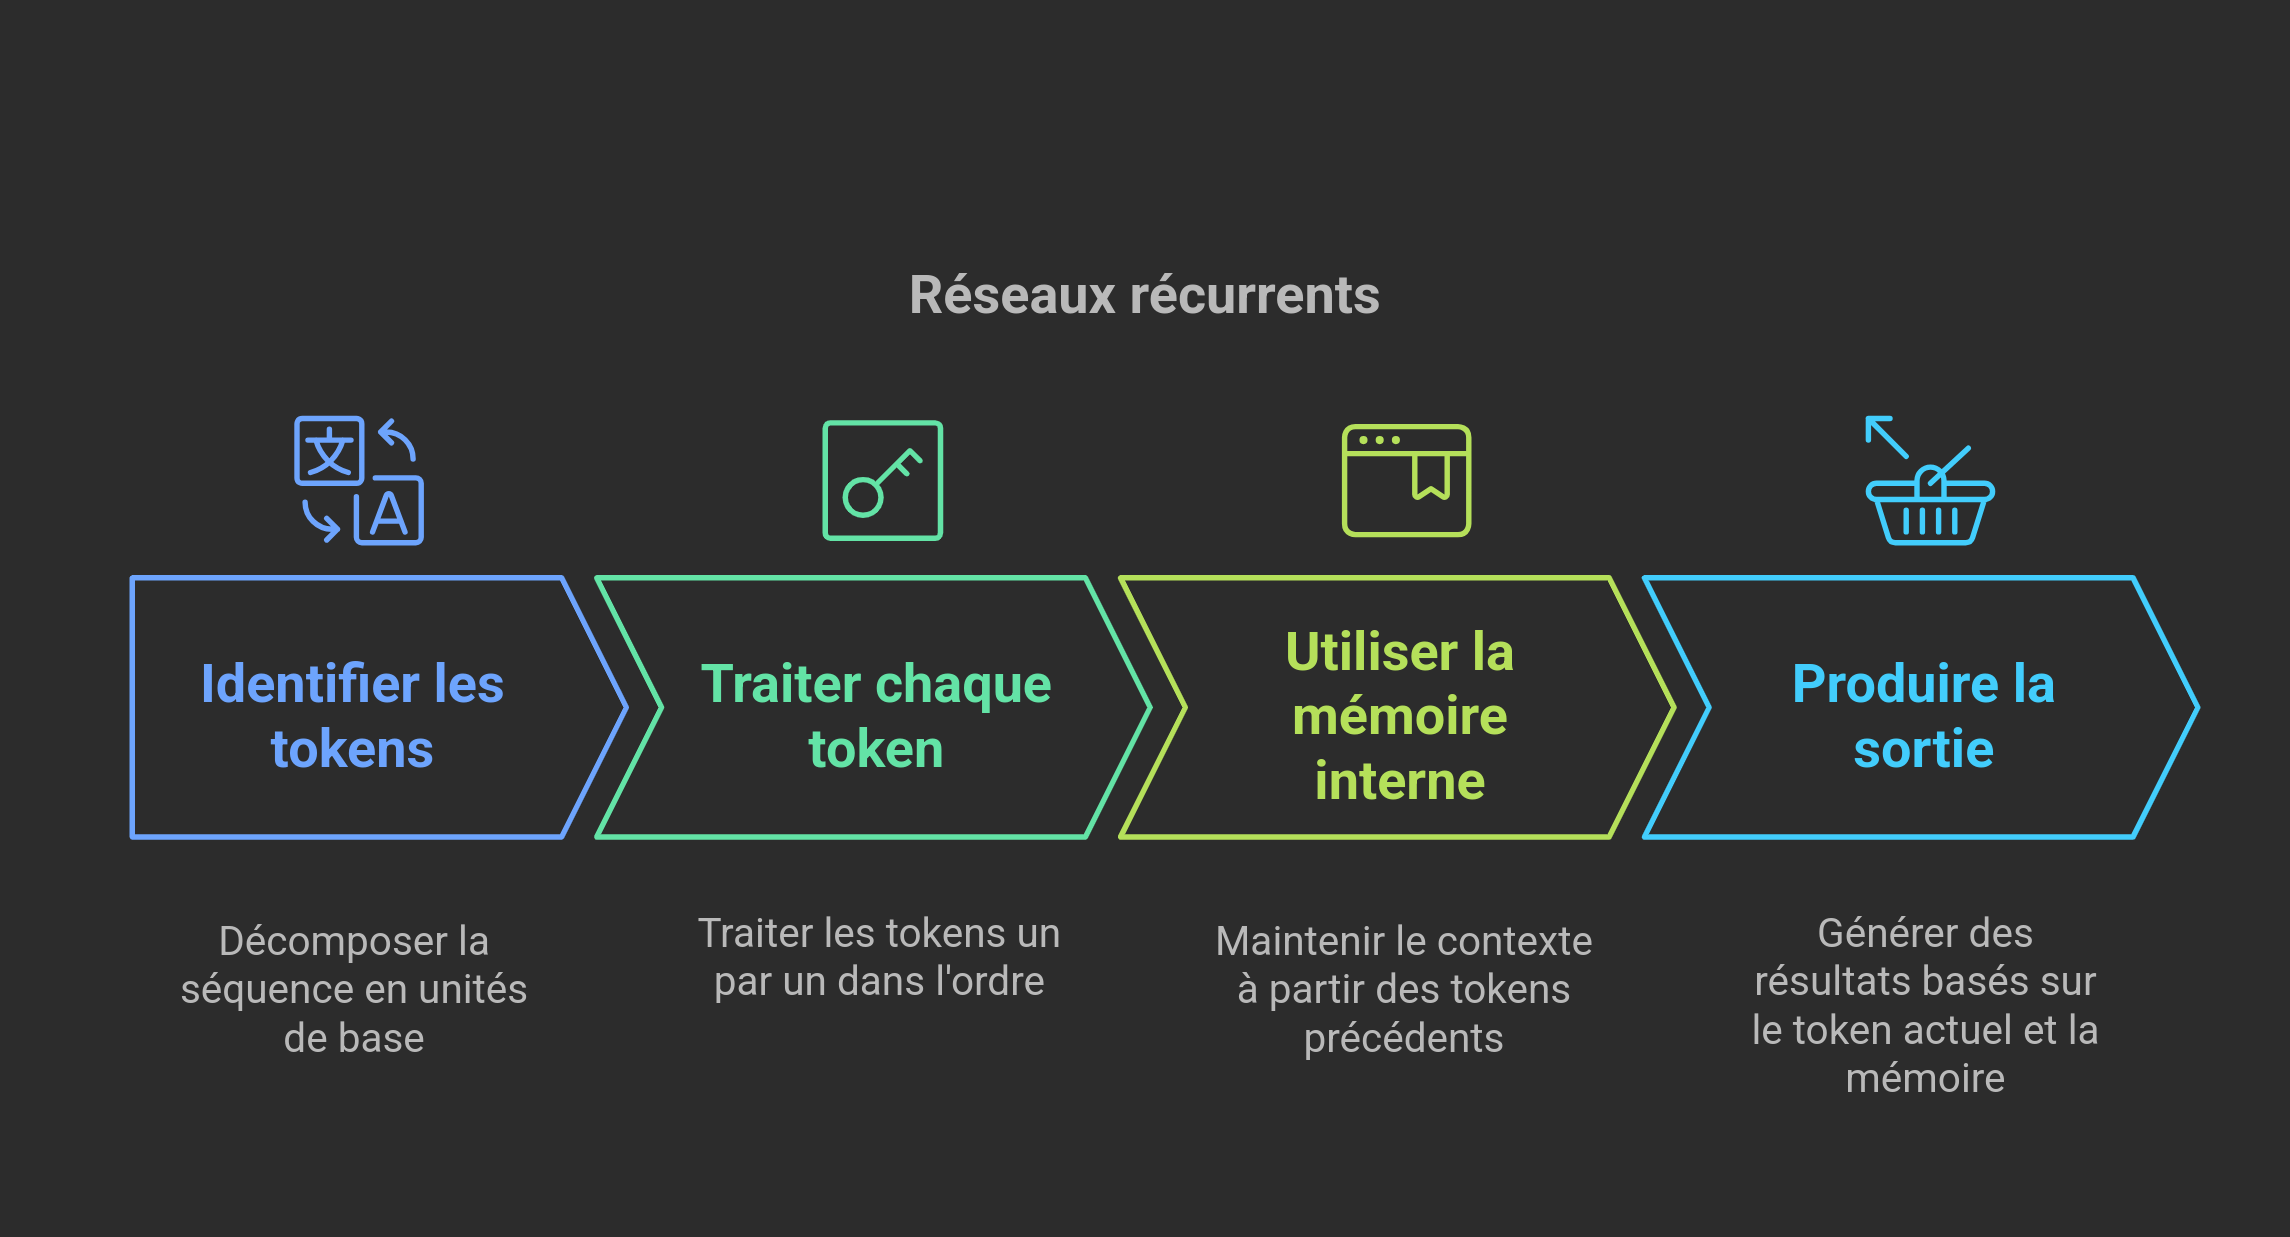 Réseaux récurrents
文
A
Identifier les
tokens
Décomposer la
séquence en unités
de base
Traiter chaque
token
Traiter les tokens un
par un dans l'ordre
Utiliser la
mémoire
interne
Maintenir le contexte
à partir des tokens
précédents
Produire la
sortie
Générer des
résultats basés sur
le token actuel et la
mémoire